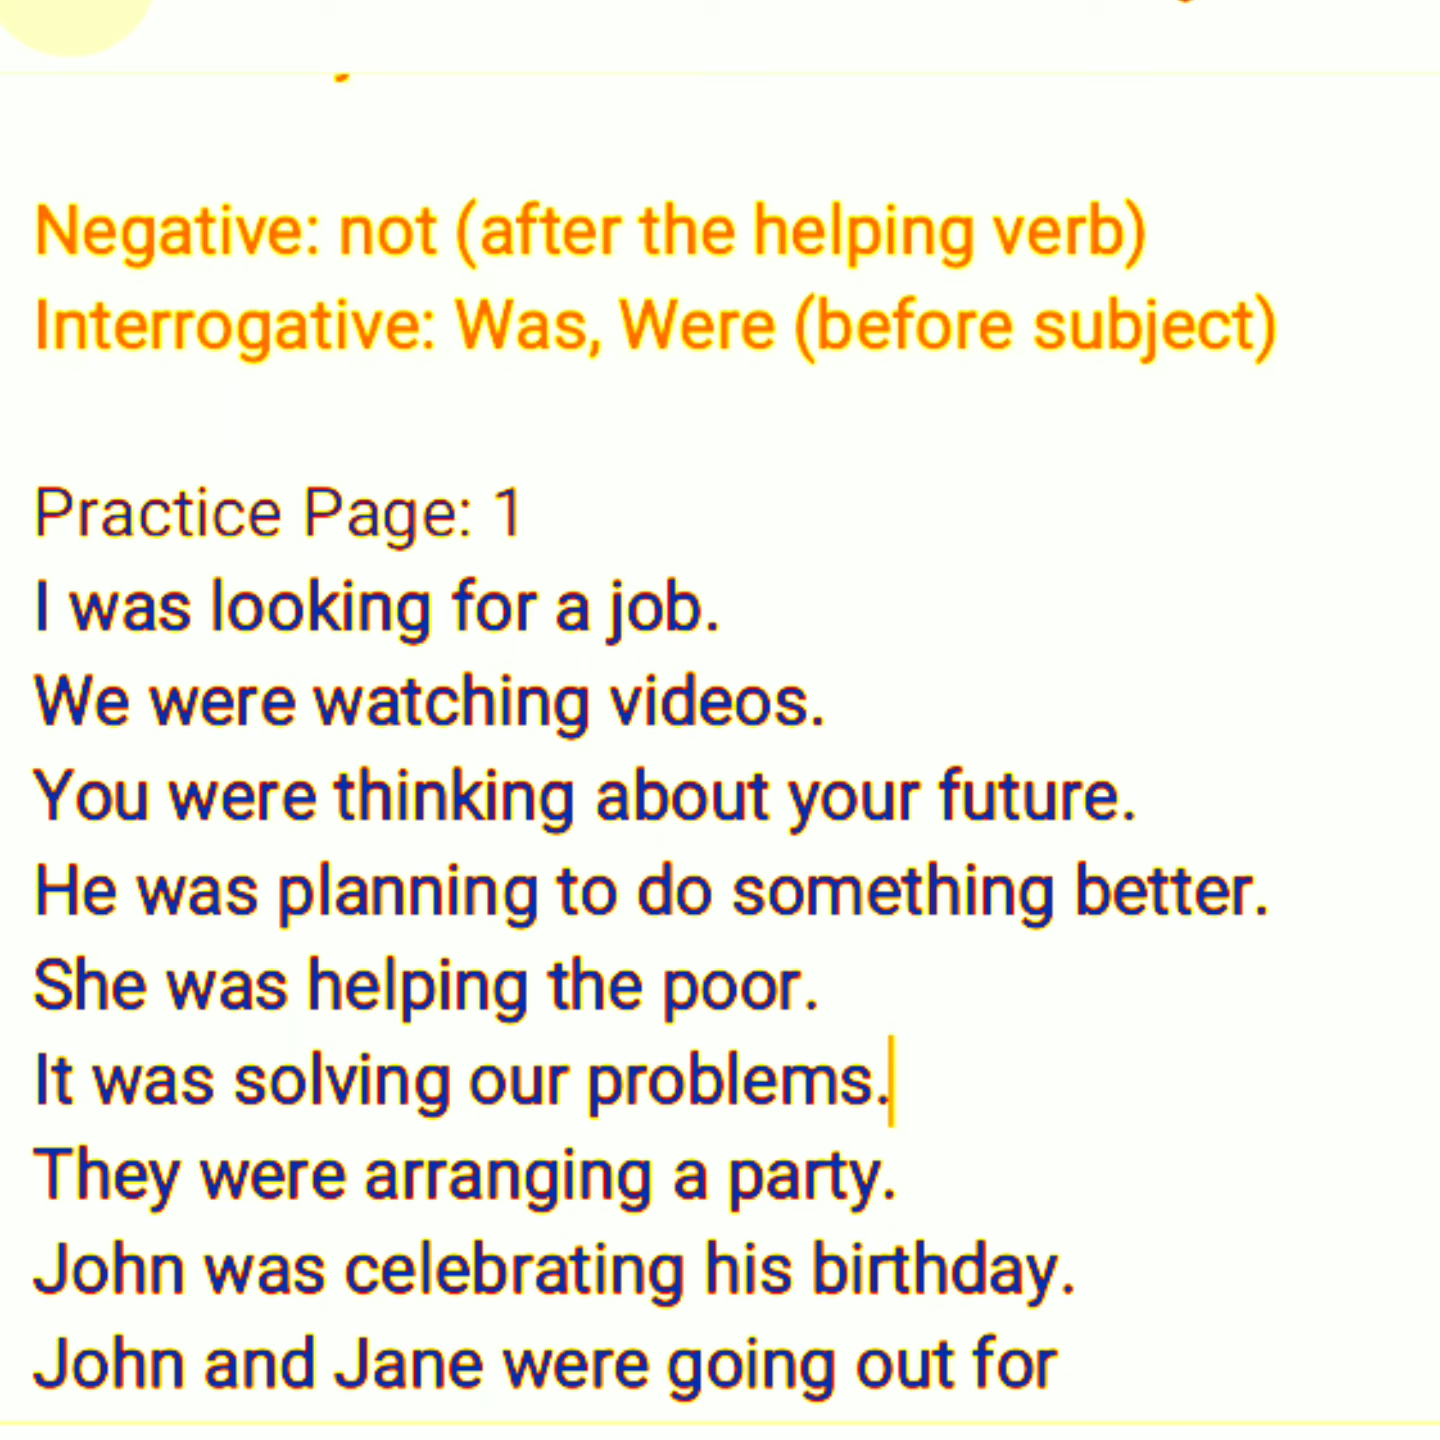 Negative: not (after the helping verb)
Interrogative: Was, Were (before subject)
Practice Page: 1
I was looking for a job.
We were watching videos.
You were thinking about your future.
He was planning to do something better.
She was helping the poor.
It was solving our problems.
They were arranging a party.
John was celebrating his birthday.
John and Jane were going out for